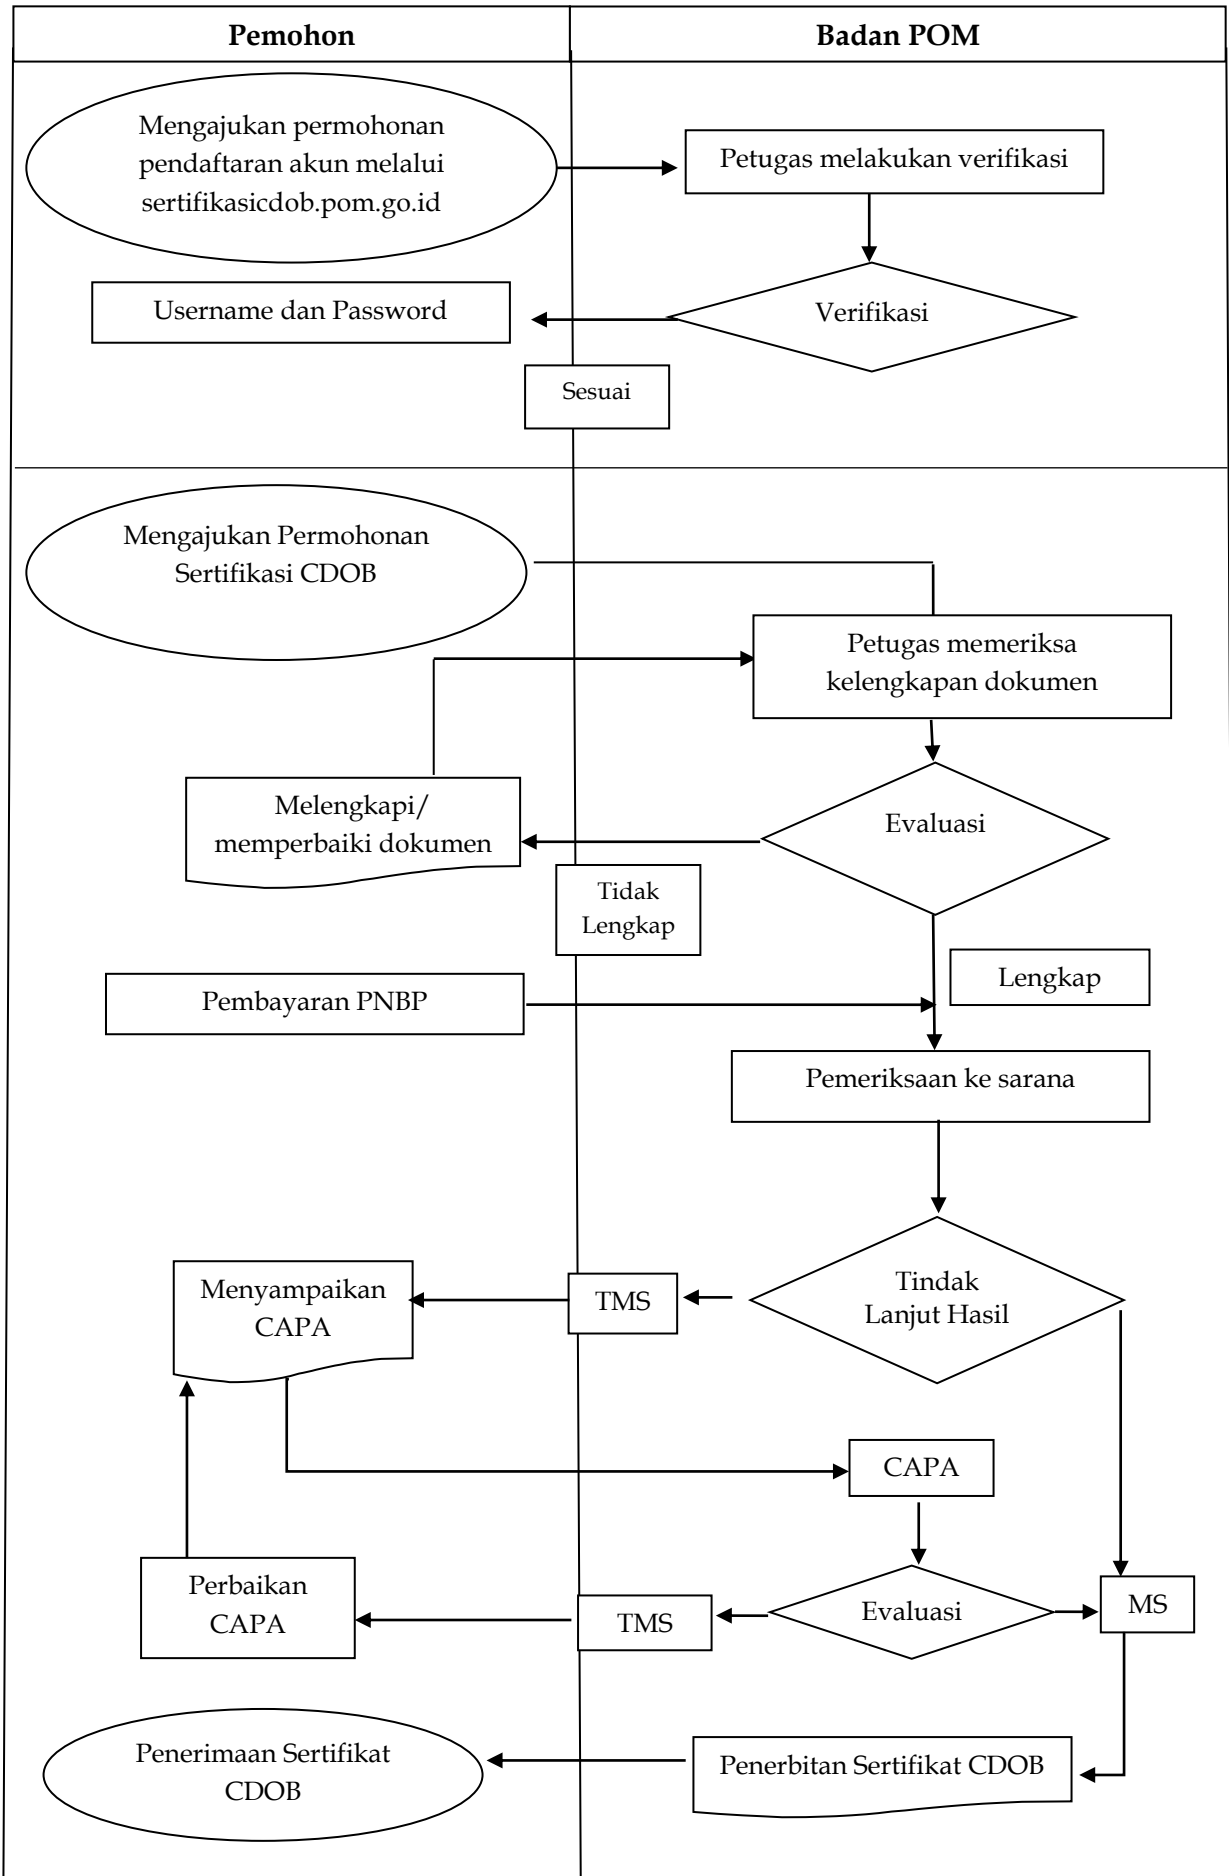 Pemohon
Badan POM
Mengajukan permohonan
pendaftaran akun melalui
sertifikasicdob.pom.go.id
Petugas melakukan verifikasi
Username dan Password
Verifikasi
Sesuai
Mengajukan Permohonan
Sertifikasi CDOB
Petugas memeriksa
kelengkapan dokumen
Melengkapi/
memperbaiki dokumen
Evaluasi
Tidak
Lengkap
Lengkap
Pembayaran PNBP
Pemeriksaan ke sarana
Menyampaikan
CAPA
TMS
Tindak
Lanjut Hasil
CAPA
Perbaikan
CAPA
TMS
Evaluasi
MS
Penerimaan Sertifikat
CDOB
Penerbitan Sertifikat CDOB